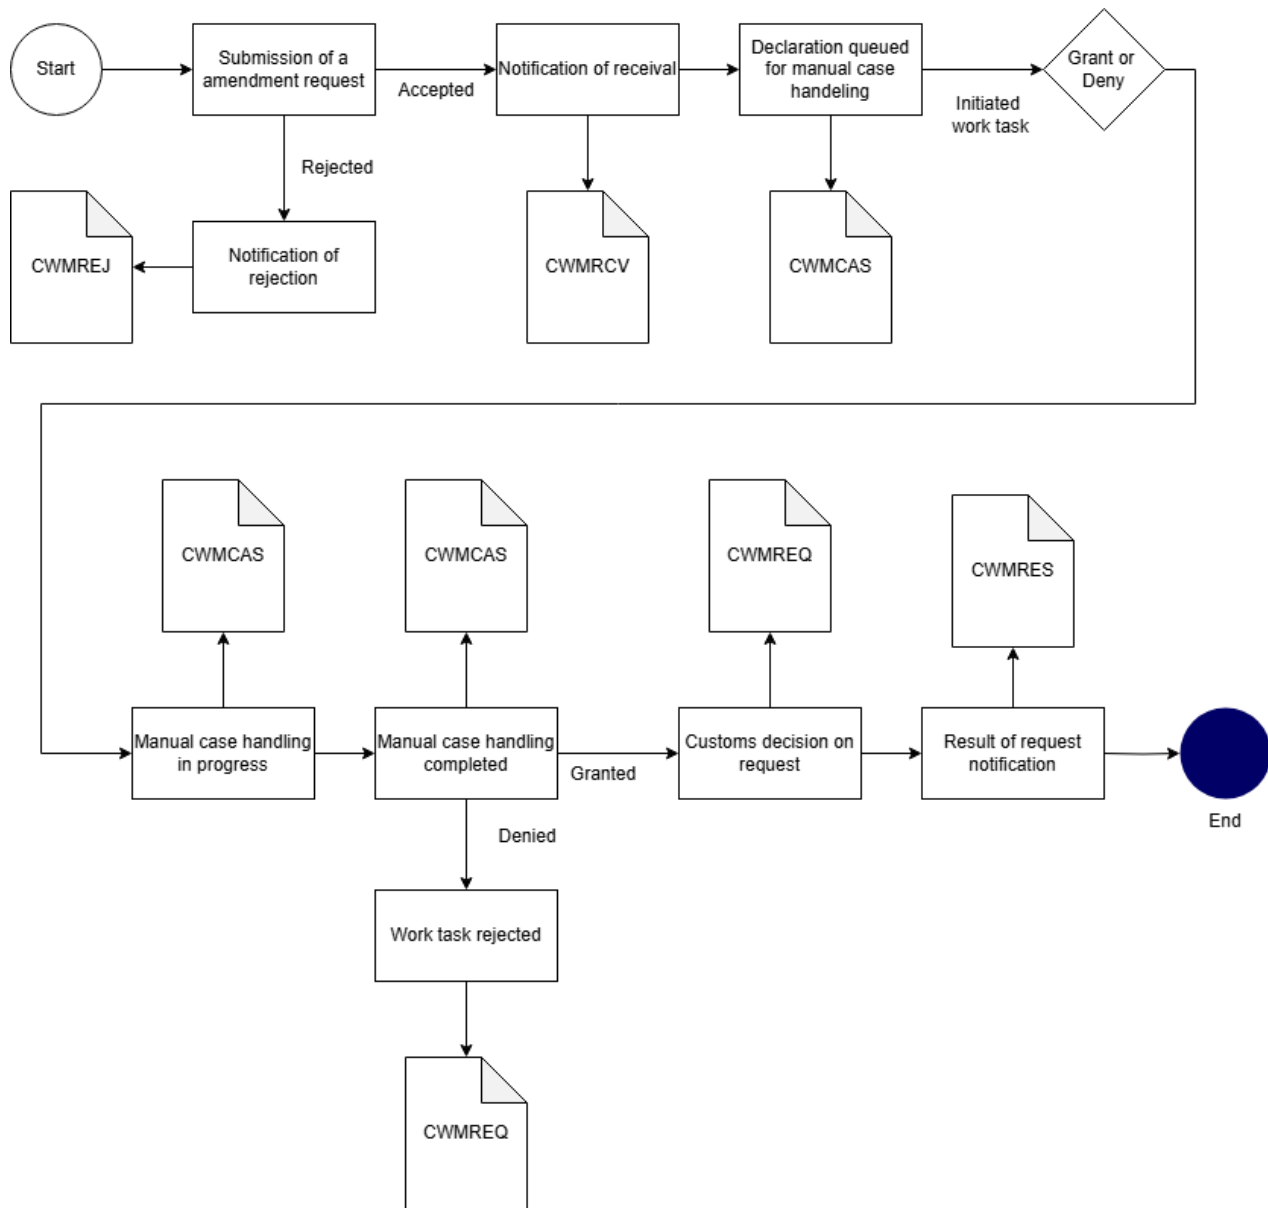 Start
Submission of a
amendment request
Accepted
Notification of receival
Declaration queued
for manual case
handeling
Initiated
work task
Grant or
Deny
Rejected
Notification of
rejection
CWMREJ
CWMRCV
CWMCAS
CWMCAS
CWMCAS
CWMREQ
CWMRES
Manual case handling
in progress
Manual case handling
completed
Granted
Customs decision on
request
Result of request
notification
End
Denied
Work task rejected
CWMREQ